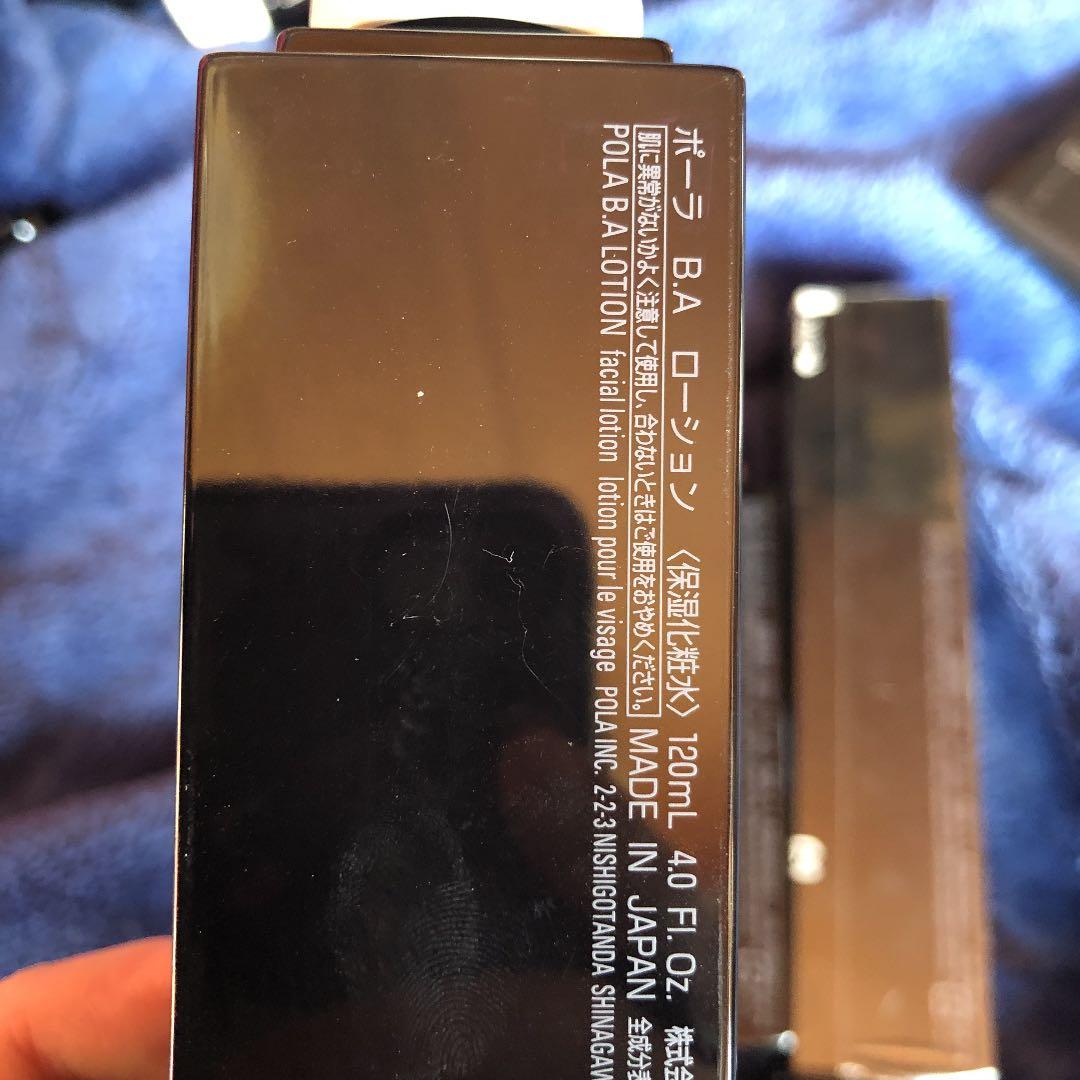 ポーラ B.A ローション 〈保湿化粧水〉 120mL 4.0 Fl.Oz. 株式会
肌に異常がないかよく注意して使用し、合わないときはご使用をおやめください。 MADE IN JAPAN 全成分表
POLA B.A LOTION facial lotion lotion pour le visage POLA INC. 2-2-3 NISHIGOTANDA SHINAGAW